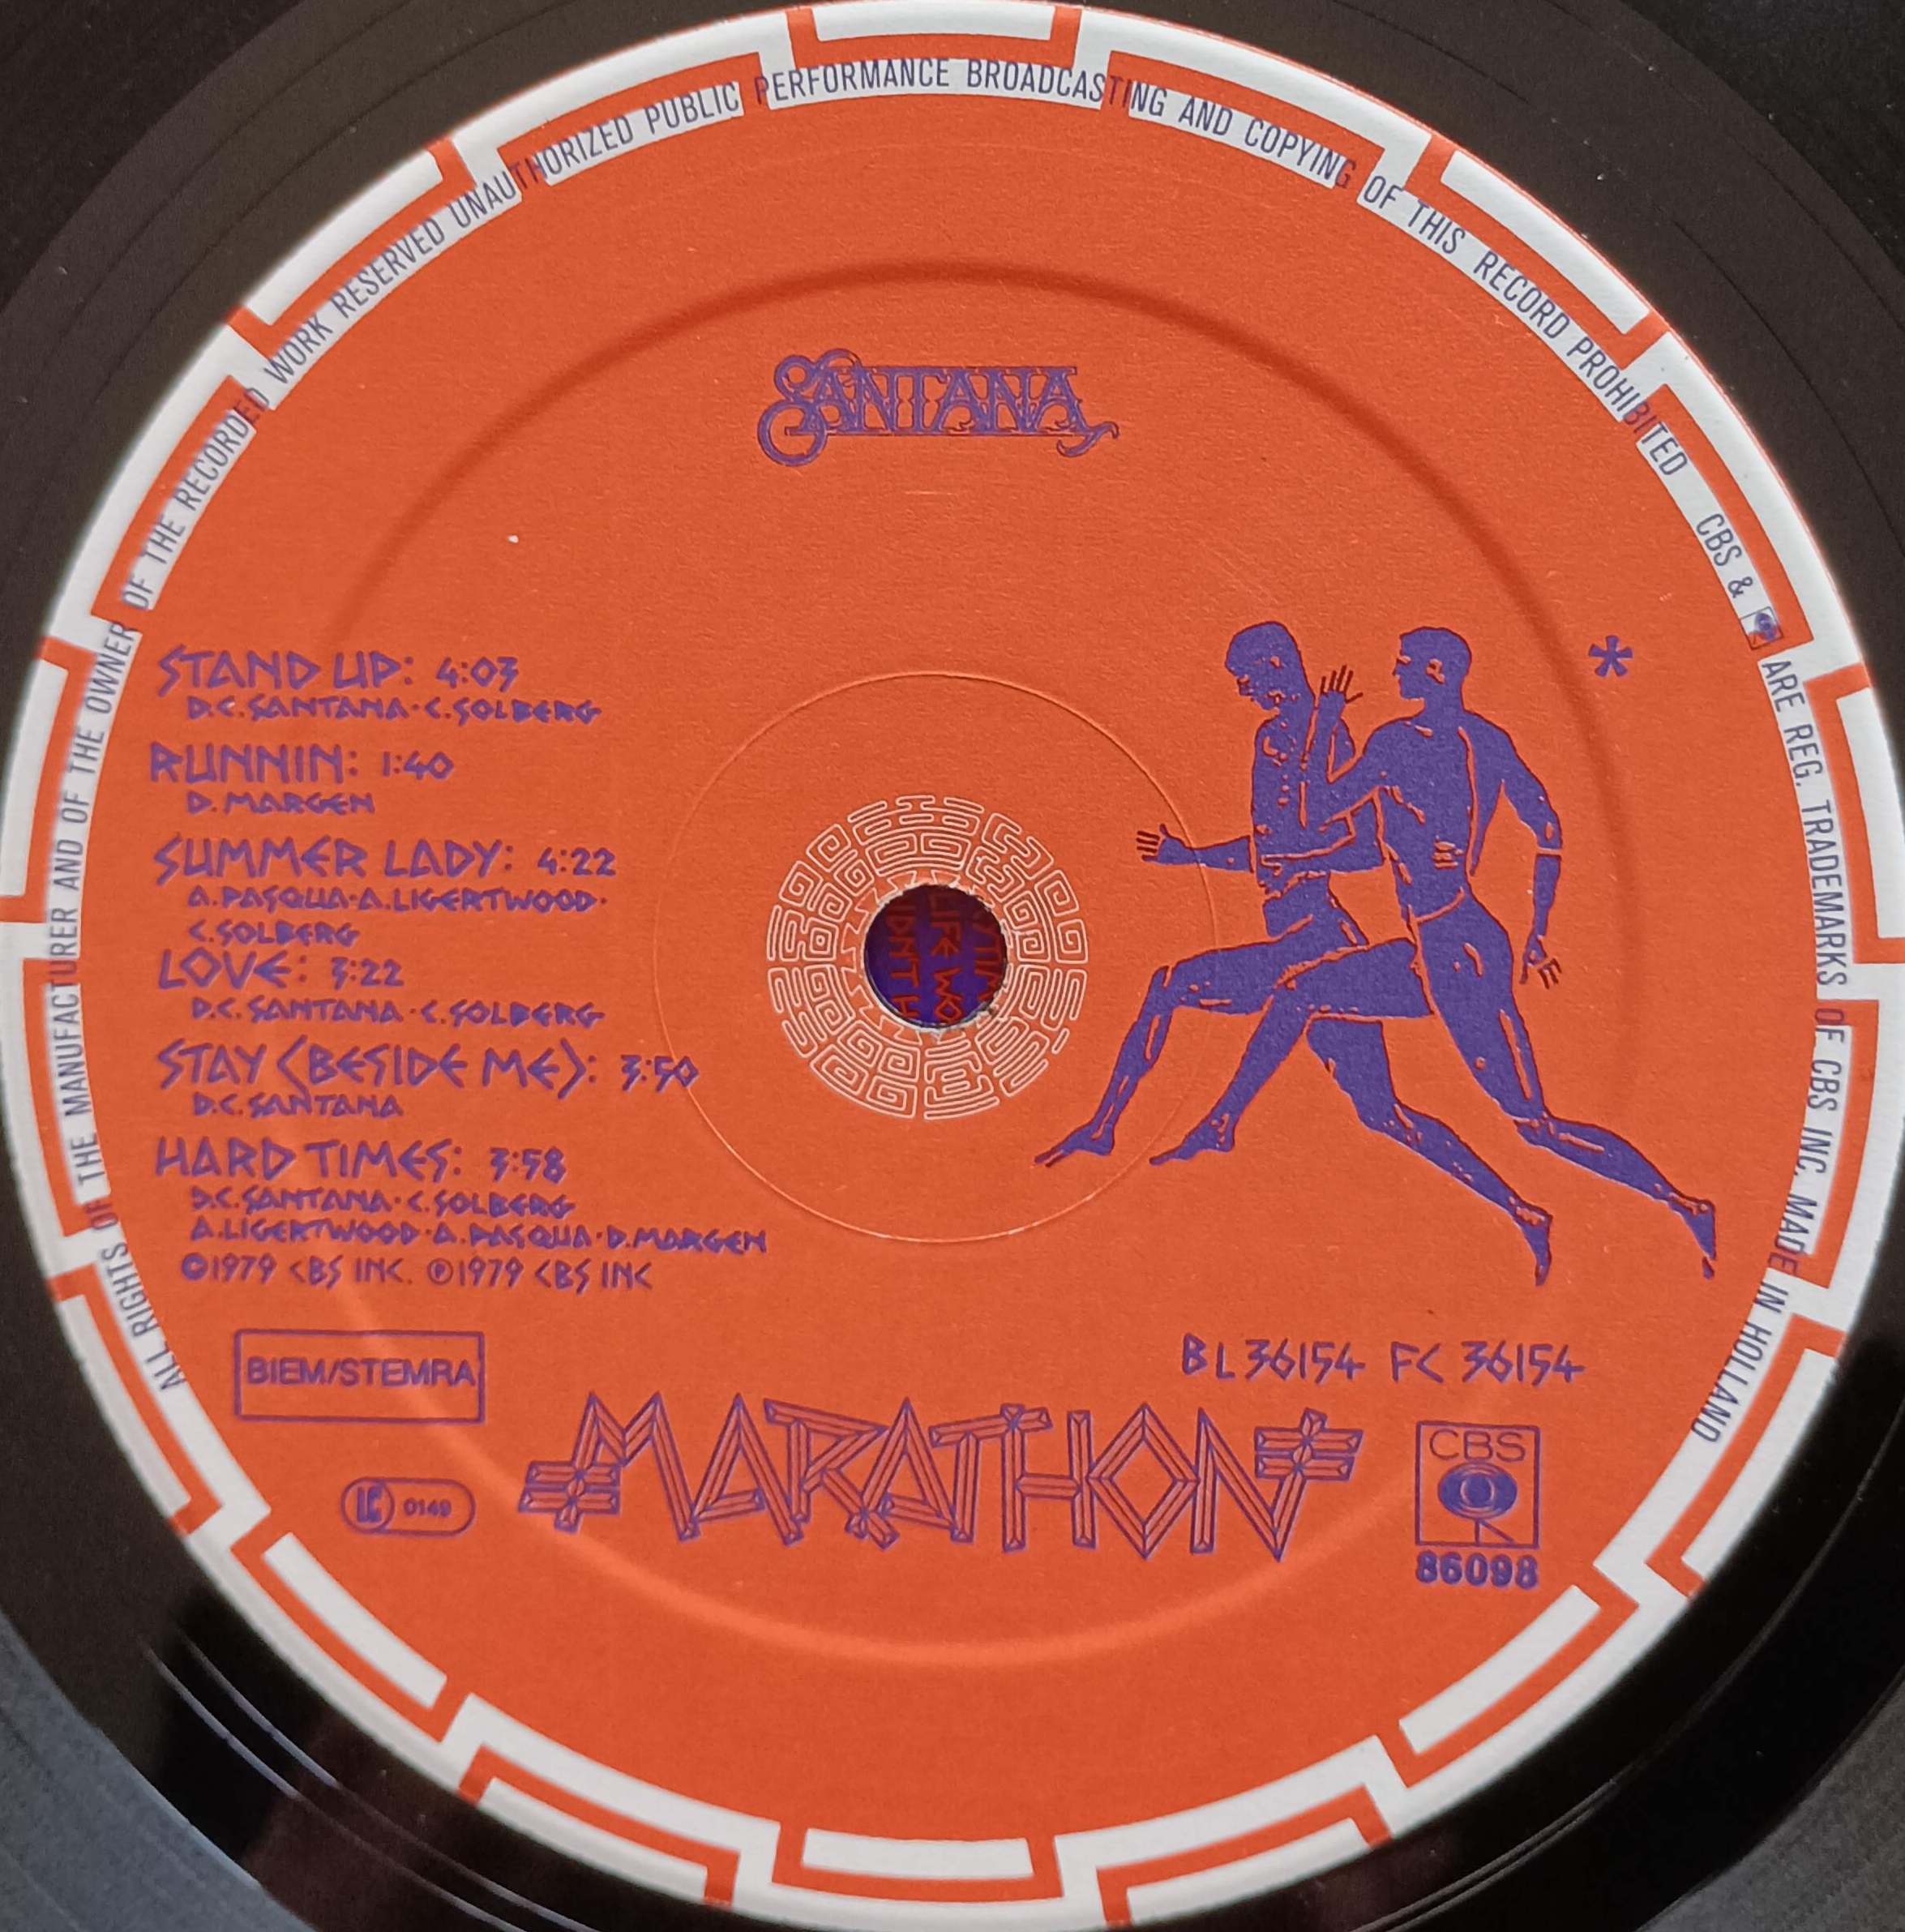 ALL RIGHTS OF THE MANUFACTURER AND OF THE OWNER OF THE RECORDED WORK RESERVED UNAUTHORIZED PUBLIC PERFORMANCE BROADCASTING AND COPYING OF THIS RECORD PROHIBITED CBS & ARE REG. TRADEMARKS OF CBS INC. MADE IN HOLLAND
SANTANA
*
STAND UP: 4:03
D.C. SANTANA·C. SOLBERG
RUNNIN: 1:40
D. MARGEN
SUMMER LADY: 4:22
A. PASQUA·A. LIGERTWOOD·
C. SOLBERG
LOVE: 3:22
D.C. SANTANA·C. SOLBERG
STAY (BESIDE ME): 3:50
D.C. SANTANA
HARD TIMES: 3:58
D.C. SANTANA·C. SOLBERG
A. LIGERTWOOD·A. PASQUA·D. MARGEN
©1979 CBS INC. ℗1979 CBS INC
BIEM/STEMRA
BL 36154 FC 36154
MARATHON
CBS
LC 0149
86098